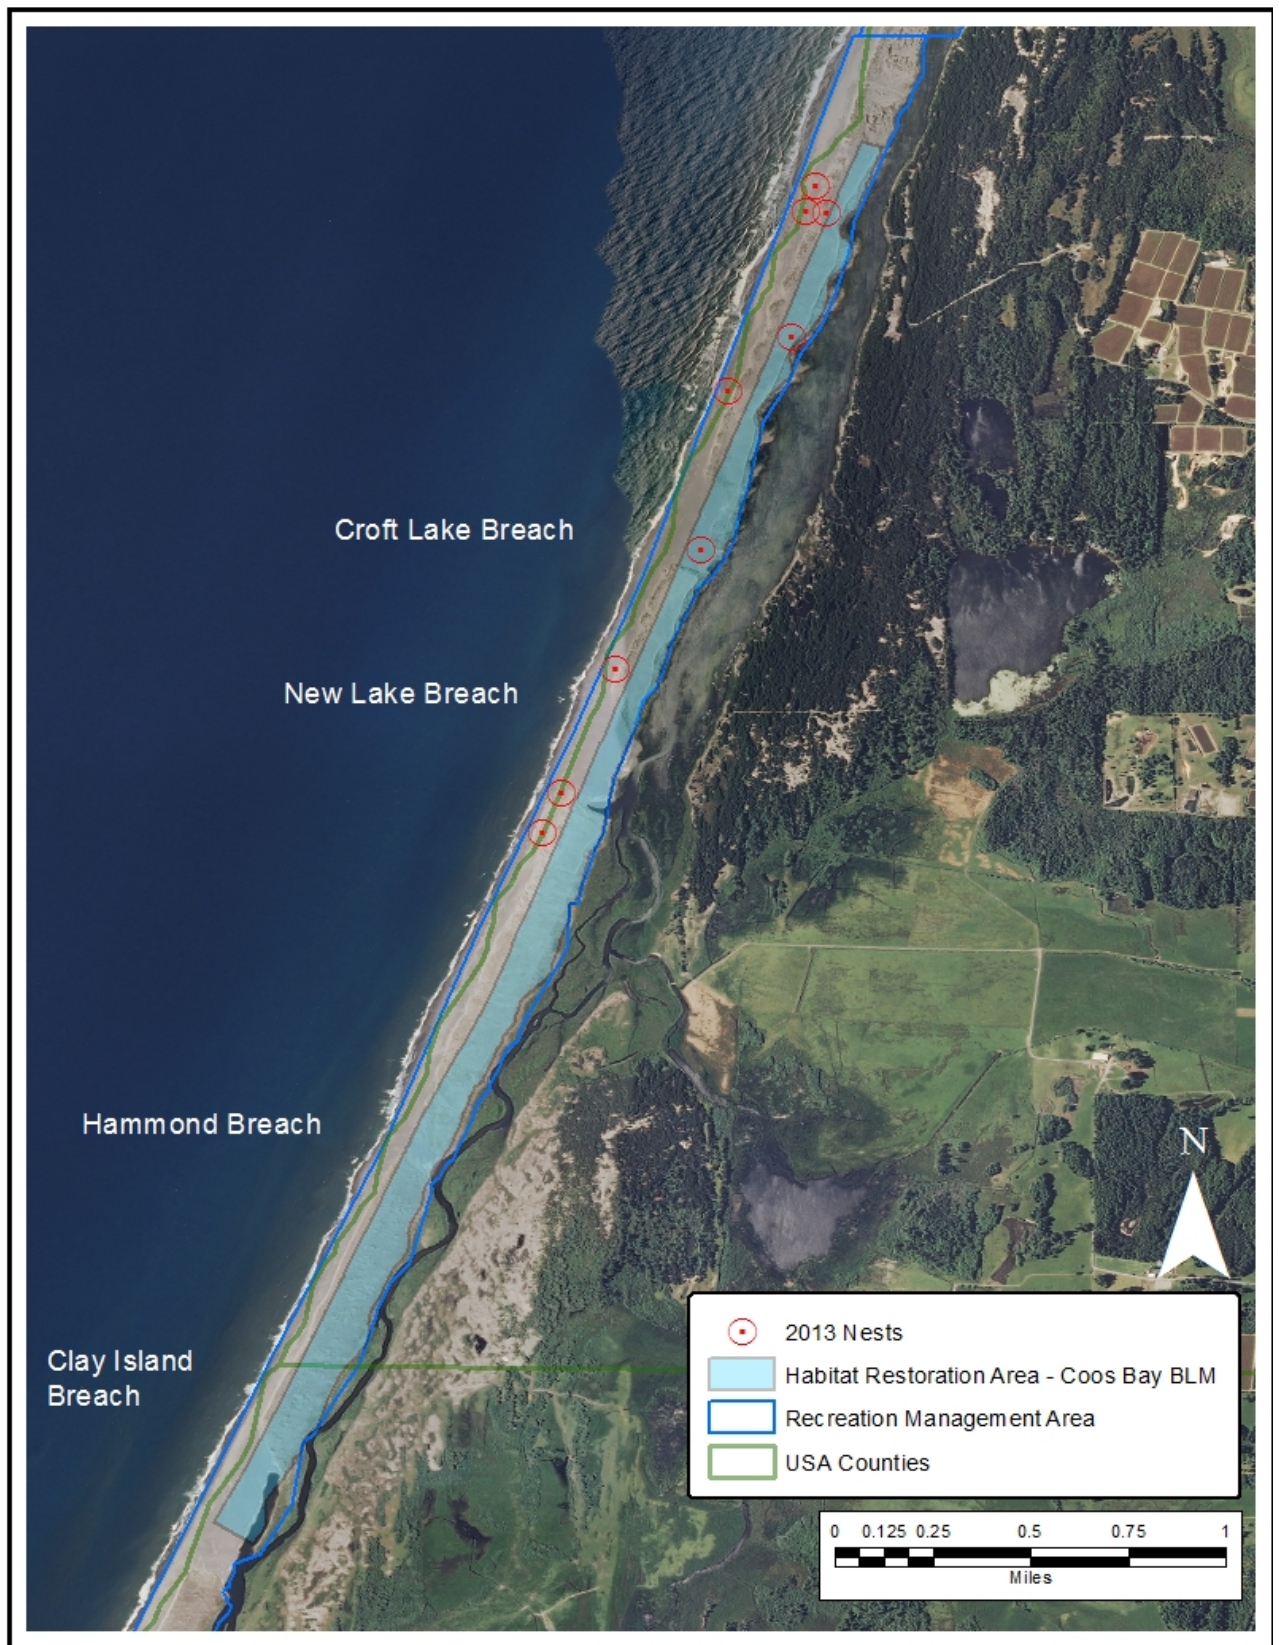 Croft Lake Breach
New Lake Breach
Hammond Breach
Clay Island
Breach
N
2013 Nests
Habitat Restoration Area - Coos Bay BLM
Recreation Management Area
USA Counties
0 0.125 0.25 0.5 0.75 1
Miles